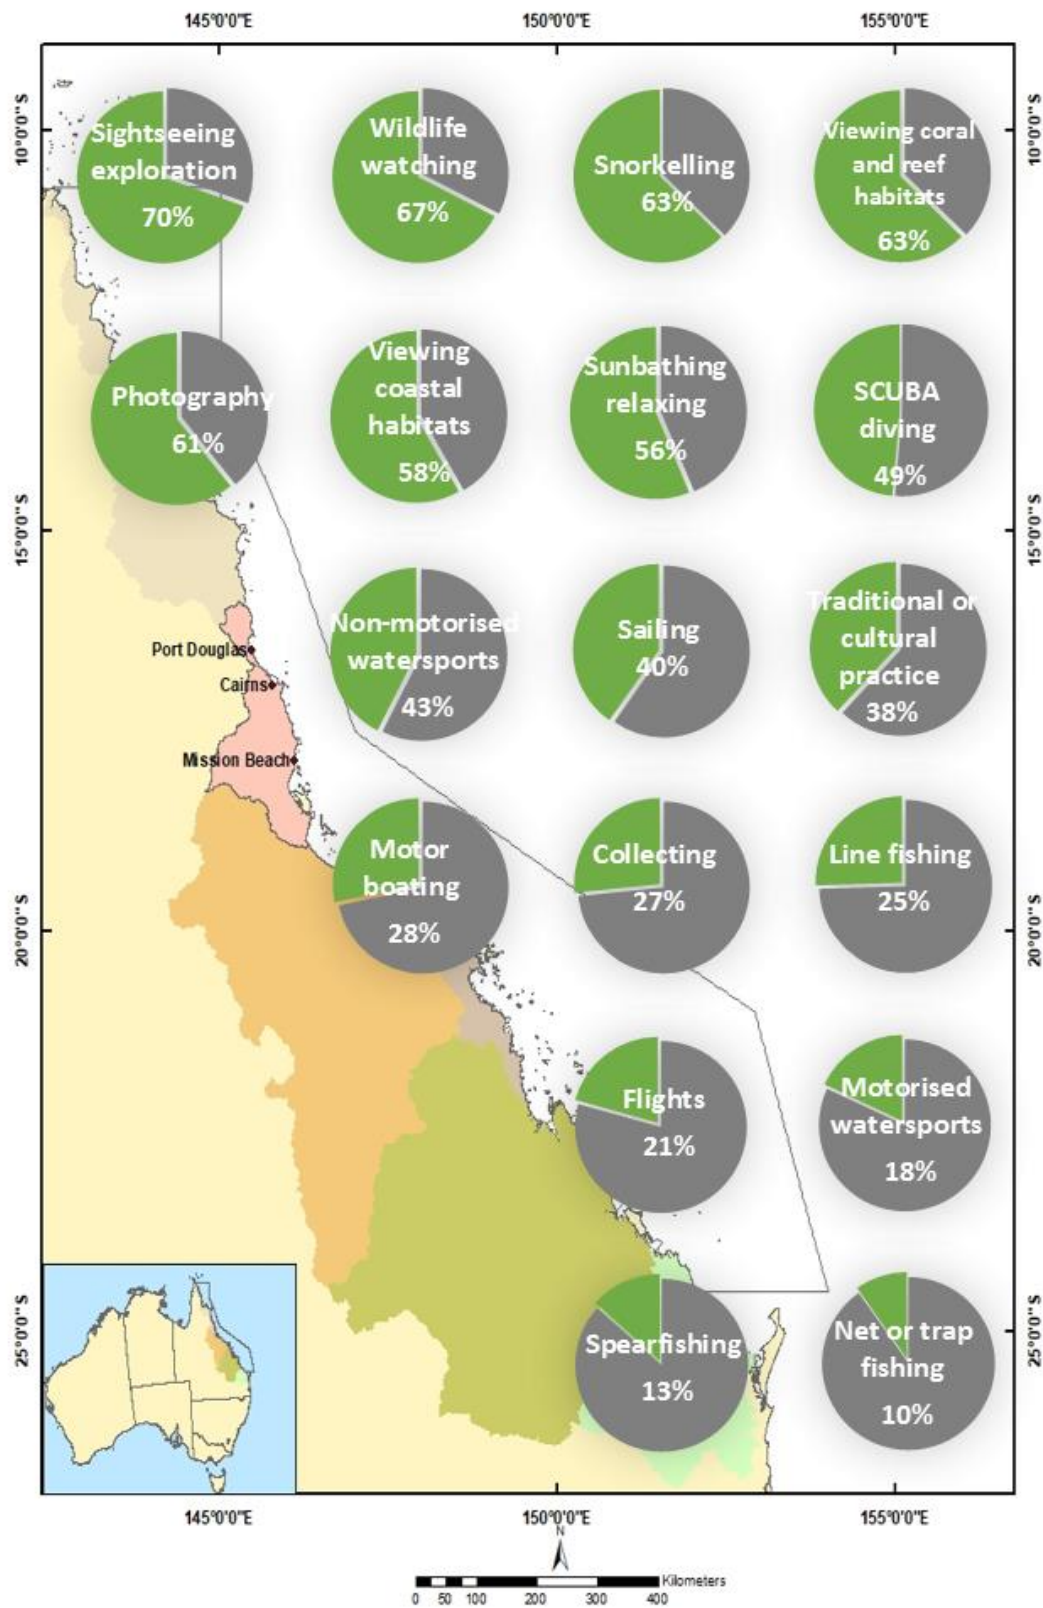 145°0'0"E 150°0'0"E 155°0'0"E
10°0'0"S
10°0'0"S
Sightseeing
exploration
70%
Wildlife
watching
67%
Snorkelling
63%
Viewing coral
and reef
habitats
63%
Photography
61%
Viewing
coastal
habitats
58%
Sunbathing
relaxing
56%
SCUBA
diving
49%
15°0'0"S
15°0'0"S
Port Douglas
Cairns
Mission Beach
Non-motorised
watersports
43%
Sailing
40%
Traditional or
cultural
practice
38%
Motor
boating
28%
Collecting
27%
Line fishing
25%
20°0'0"S
20°0'0"S
Flights
21%
Motorised
watersports
18%
Spearfishing
13%
Net or trap
fishing
10%
25°0'0"S
25°0'0"S
145°0'0"E 150°0'0"E 155°0'0"E
N
Kilometers
0 50 100 200 300 400